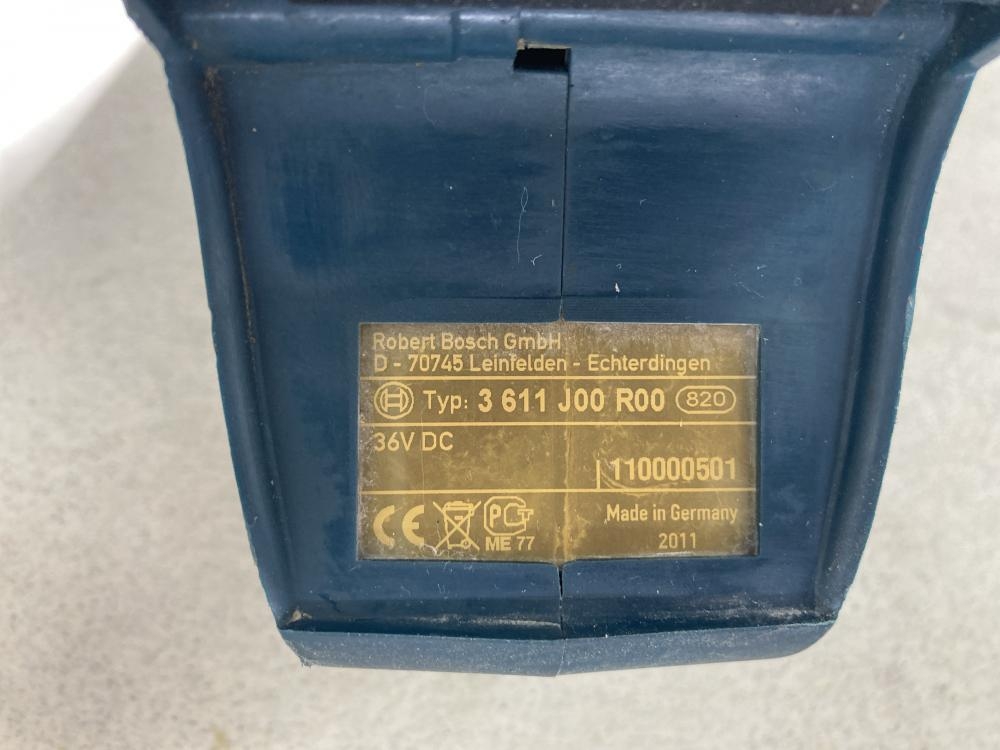 Robert Bosch GmbH
D - 70745 Leinfelden - Echterdingen
Typ: 3 611 J00 R00 820
36V DC
110000501
CE PCT ME 77
Made in Germany
2011